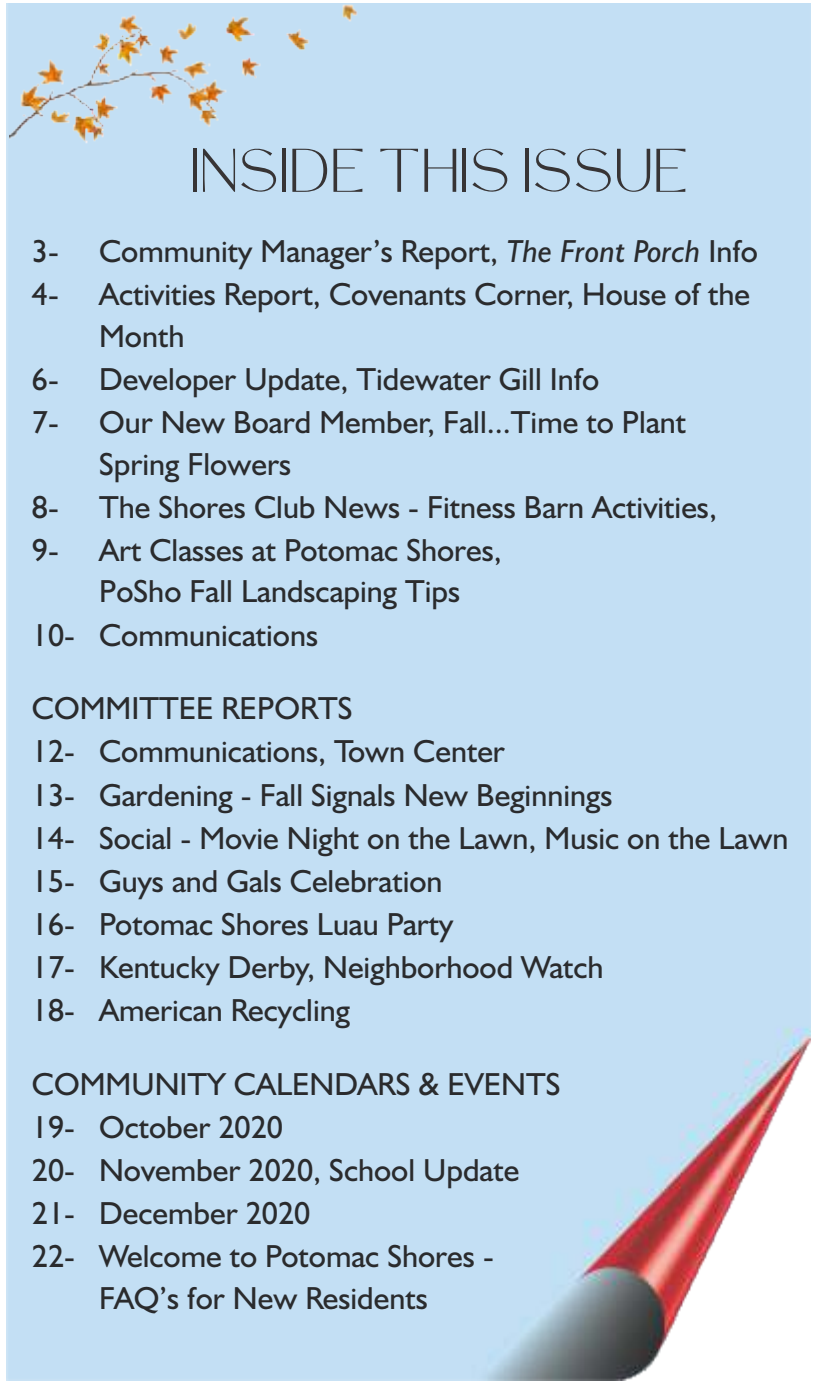 INSIDE THIS ISSUE
3- Community Manager’s Report, The Front Porch Info
4- Activities Report, Covenants Corner, House of the
Month
6- Developer Update, Tidewater Gill Info
7- Our New Board Member, Fall...Time to Plant
Spring Flowers
8- The Shores Club News - Fitness Barn Activities,
9- Art Classes at Potomac Shores,
PoSho Fall Landscaping Tips
10- Communications
COMMITTEE REPORTS
12- Communications, Town Center
13- Gardening - Fall Signals New Beginnings
14- Social - Movie Night on the Lawn, Music on the Lawn
15- Guys and Gals Celebration
16- Potomac Shores Luau Party
17- Kentucky Derby, Neighborhood Watch
18- American Recycling
COMMUNITY CALENDARS & EVENTS
19- October 2020
20- November 2020, School Update
21- December 2020
22- Welcome to Potomac Shores -
FAQ’s for New Residents